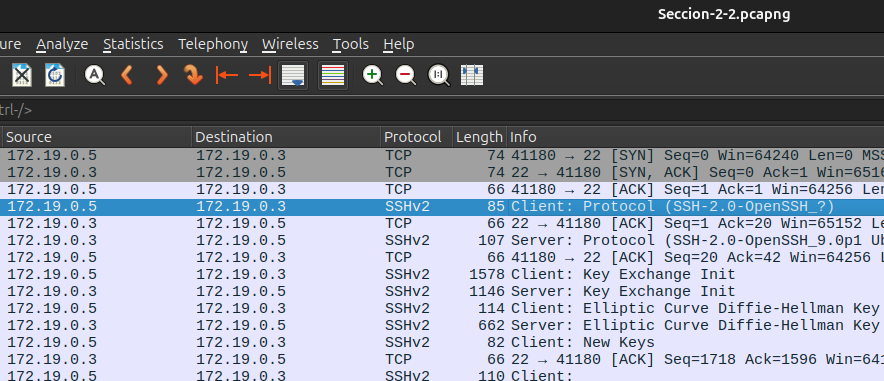 Seccion-2-2.pcapng
ure Analyze Statistics Telephony Wireless Tools Help
trl-/>
Source Destination Protocol Length Info
172.19.0.5 172.19.0.3 TCP 74 41180 → 22 [SYN] Seq=0 Win=64240 Len=0 MSS
172.19.0.3 172.19.0.5 TCP 74 22 → 41180 [SYN, ACK] Seq=0 Ack=1 Win=6516
172.19.0.5 172.19.0.3 TCP 66 41180 → 22 [ACK] Seq=1 Ack=1 Win=64256 Len
172.19.0.5 172.19.0.3 SSHv2 85 Client: Protocol (SSH-2.0-OpenSSH_?)
172.19.0.3 172.19.0.5 TCP 66 22 → 41180 [ACK] Seq=1 Ack=20 Win=65152 Le
172.19.0.3 172.19.0.5 SSHv2 107 Server: Protocol (SSH-2.0-OpenSSH_9.0p1 Ub
172.19.0.5 172.19.0.3 TCP 66 41180 → 22 [ACK] Seq=20 Ack=42 Win=64256 L
172.19.0.5 172.19.0.3 SSHv2 1578 Client: Key Exchange Init
172.19.0.3 172.19.0.5 SSHv2 1146 Server: Key Exchange Init
172.19.0.5 172.19.0.3 SSHv2 114 Client: Elliptic Curve Diffie-Hellman Key
172.19.0.3 172.19.0.5 SSHv2 662 Server: Elliptic Curve Diffie-Hellman Key
172.19.0.5 172.19.0.3 SSHv2 82 Client: New Keys
172.19.0.3 172.19.0.5 TCP 66 22 → 41180 [ACK] Seq=1718 Ack=1596 Win=641
172.19.0.5 172.19.0.3 SSHv2 110 Client: